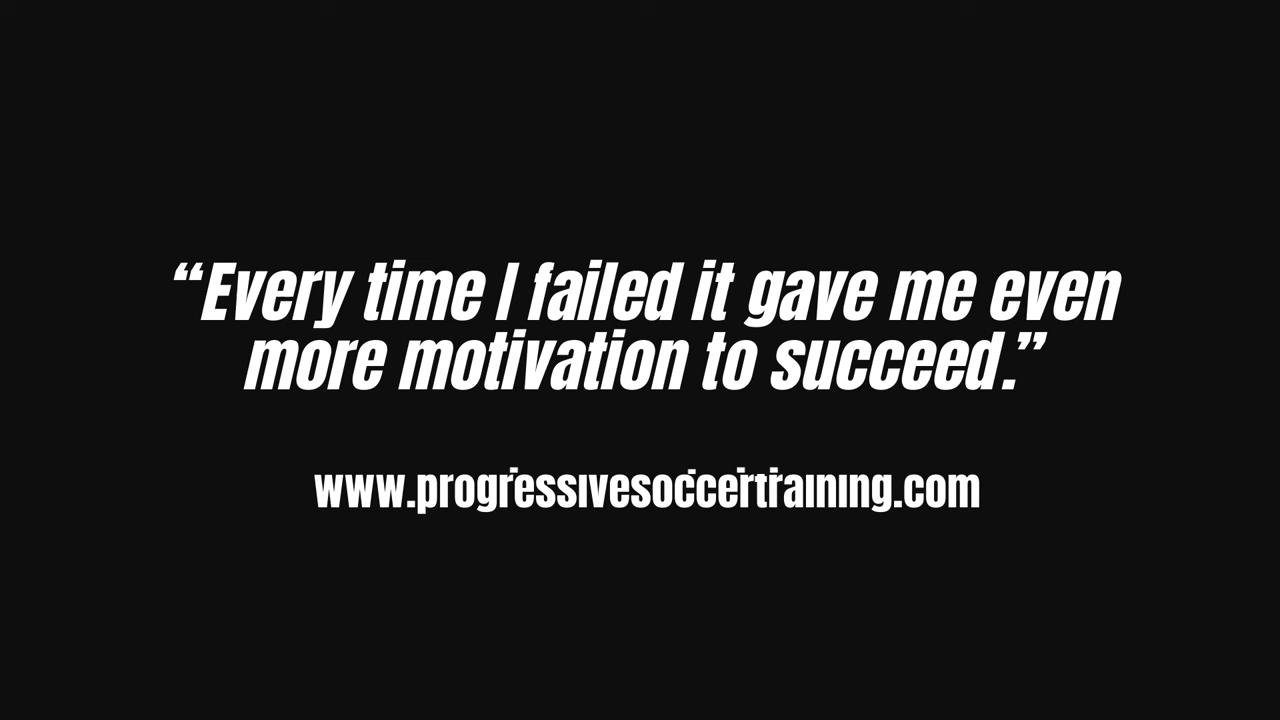 “Every time I failed it gave me even
more motivation to succeed.”
www.progressivesoccertraining.com